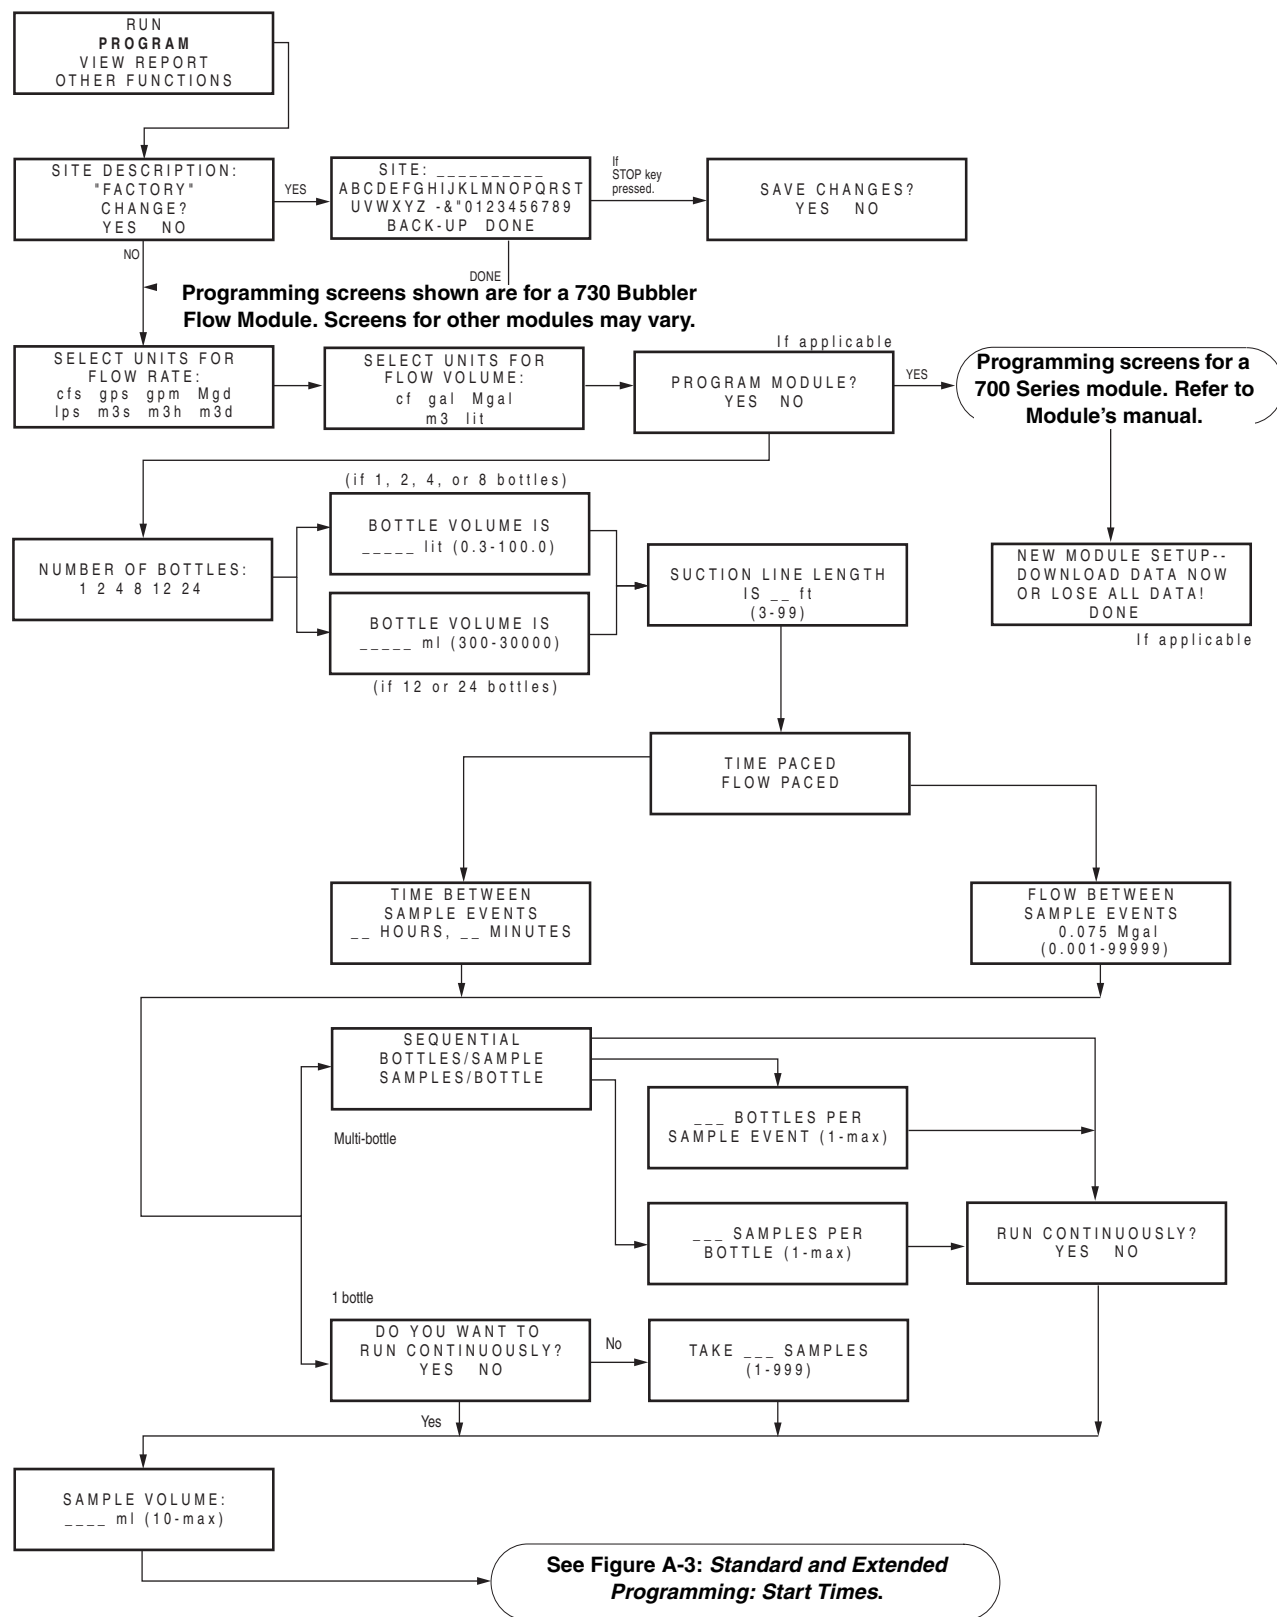 RUN
PROGRAM
VIEW REPORT
OTHER FUNCTIONS
SITE DESCRIPTION:
"FACTORY"
CHANGE?
YES NO
YES
SITE: __________
ABCDEFGHIJKLMNOPQRST
UVWXYZ -&"0123456789
BACK-UP DONE
If
STOP key
pressed.
SAVE CHANGES?
YES NO
NO
DONE
Programming screens shown are for a 730 Bubbler
Flow Module. Screens for other modules may vary.
SELECT UNITS FOR
FLOW RATE:
cfs gps gpm Mgd
lps m3s m3h m3d
SELECT UNITS FOR
FLOW VOLUME:
cf gal Mgal
m3 lit
If applicable
PROGRAM MODULE?
YES NO
YES
Programming screens for a
700 Series module. Refer to
Module's manual.
NEW MODULE SETUP--
DOWNLOAD DATA NOW
OR LOSE ALL DATA!
DONE
If applicable
NUMBER OF BOTTLES:
1 2 4 8 12 24
(if 1, 2, 4, or 8 bottles)
BOTTLE VOLUME IS
_____ lit (0.3-100.0)
BOTTLE VOLUME IS
_____ ml (300-30000)
(if 12 or 24 bottles)
SUCTION LINE LENGTH
IS __ ft
(3-99)
TIME PACED
FLOW PACED
TIME BETWEEN
SAMPLE EVENTS
__ HOURS, __ MINUTES
FLOW BETWEEN
SAMPLE EVENTS
0.075 Mgal
(0.001-99999)
SEQUENTIAL
BOTTLES/SAMPLE
SAMPLES/BOTTLE
Multi-bottle
___ BOTTLES PER
SAMPLE EVENT (1-max)
___ SAMPLES PER
BOTTLE (1-max)
RUN CONTINUOUSLY?
YES NO
1 bottle
DO YOU WANT TO
RUN CONTINUOUSLY?
YES NO
No
TAKE ___ SAMPLES
(1-999)
Yes
SAMPLE VOLUME:
____ ml (10-max)
See Figure A-3: Standard and Extended
Programming: Start Times.